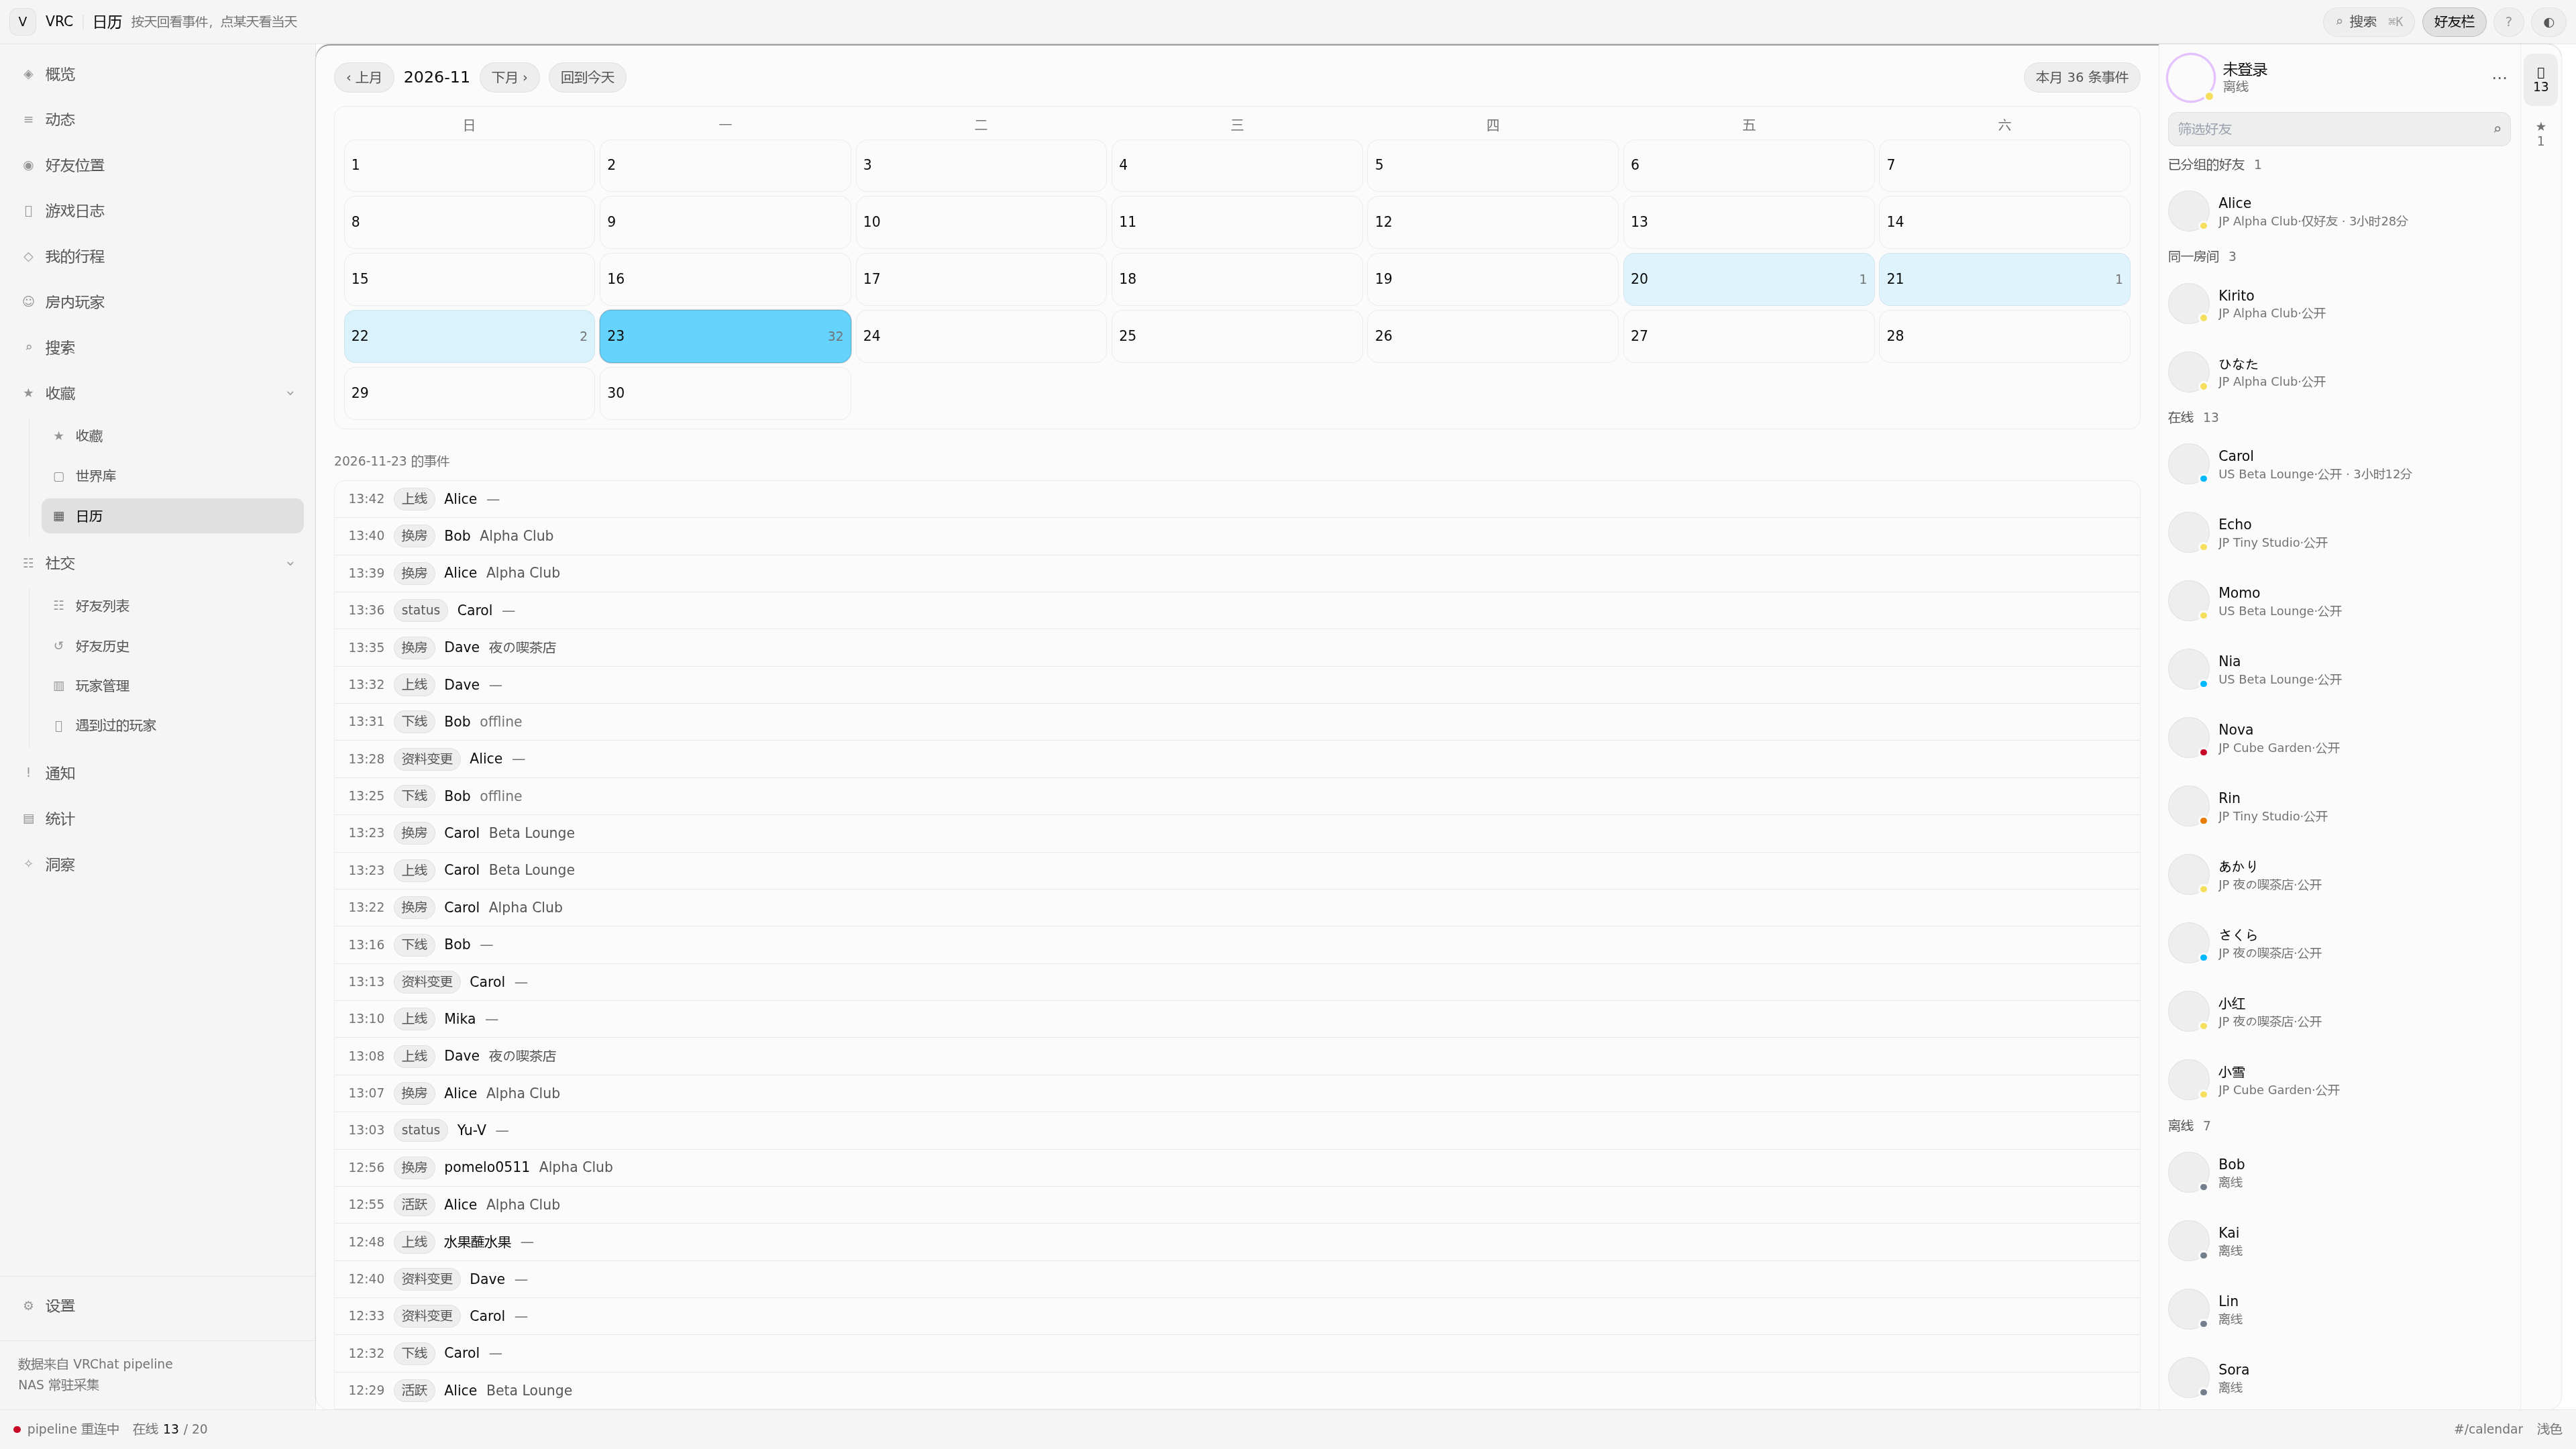 V VRC 日历 按天回看事件，点某天看当天
搜索 ⌘K 好友栏 ?
概览
动态
好友位置
游戏日志
我的行程
房内玩家
搜索
收藏
收藏
世界库
日历
社交
好友列表
好友历史
玩家管理
遇到过的玩家
通知
统计
洞察
设置
数据来自 VRChat pipeline
NAS 常驻采集
‹ 上月 2026-11 下月 › 回到今天 本月 36 条事件
日 一 二 三 四 五 六
1 2 3 4 5 6 7
8 9 10 11 12 13 14
15 16 17 18 19 20 1 21 1
22 2 23 32 24 25 26 27 28
29 30
2026-11-23 的事件
13:42 上线 Alice —
13:40 换房 Bob Alpha Club
13:39 换房 Alice Alpha Club
13:36 status Carol —
13:35 换房 Dave 夜の喫茶店
13:32 上线 Dave —
13:31 下线 Bob offline
13:28 资料变更 Alice —
13:25 下线 Bob offline
13:23 换房 Carol Beta Lounge
13:23 上线 Carol Beta Lounge
13:22 换房 Carol Alpha Club
13:16 下线 Bob —
13:13 资料变更 Carol —
13:10 上线 Mika —
13:08 上线 Dave 夜の喫茶店
13:07 换房 Alice Alpha Club
13:03 status Yu-V —
12:56 换房 pomelo0511 Alpha Club
12:55 活跃 Alice Alpha Club
12:48 上线 水果蘸水果 —
12:40 资料变更 Dave —
12:33 资料变更 Carol —
12:32 下线 Carol —
12:29 活跃 Alice Beta Lounge
未登录 ...
离线
筛选好友
13
1
已分组的好友 1
Alice
JP Alpha Club·仅好友 · 3小时28分
同一房间 3
Kirito
JP Alpha Club·公开
ひなた
JP Alpha Club·公开
在线 13
Carol
US Beta Lounge·公开 · 3小时12分
Echo
JP Tiny Studio·公开
Momo
US Beta Lounge·公开
Nia
US Beta Lounge·公开
Nova
JP Cube Garden·公开
Rin
JP Tiny Studio·公开
あかり
JP 夜の喫茶店·公开
さくら
JP 夜の喫茶店·公开
小红
JP 夜の喫茶店·公开
小雪
JP Cube Garden·公开
离线 7
Bob
离线
Kai
离线
Lin
离线
Sora
离线
pipeline 重连中 在线 13 / 20
#/calendar 浅色